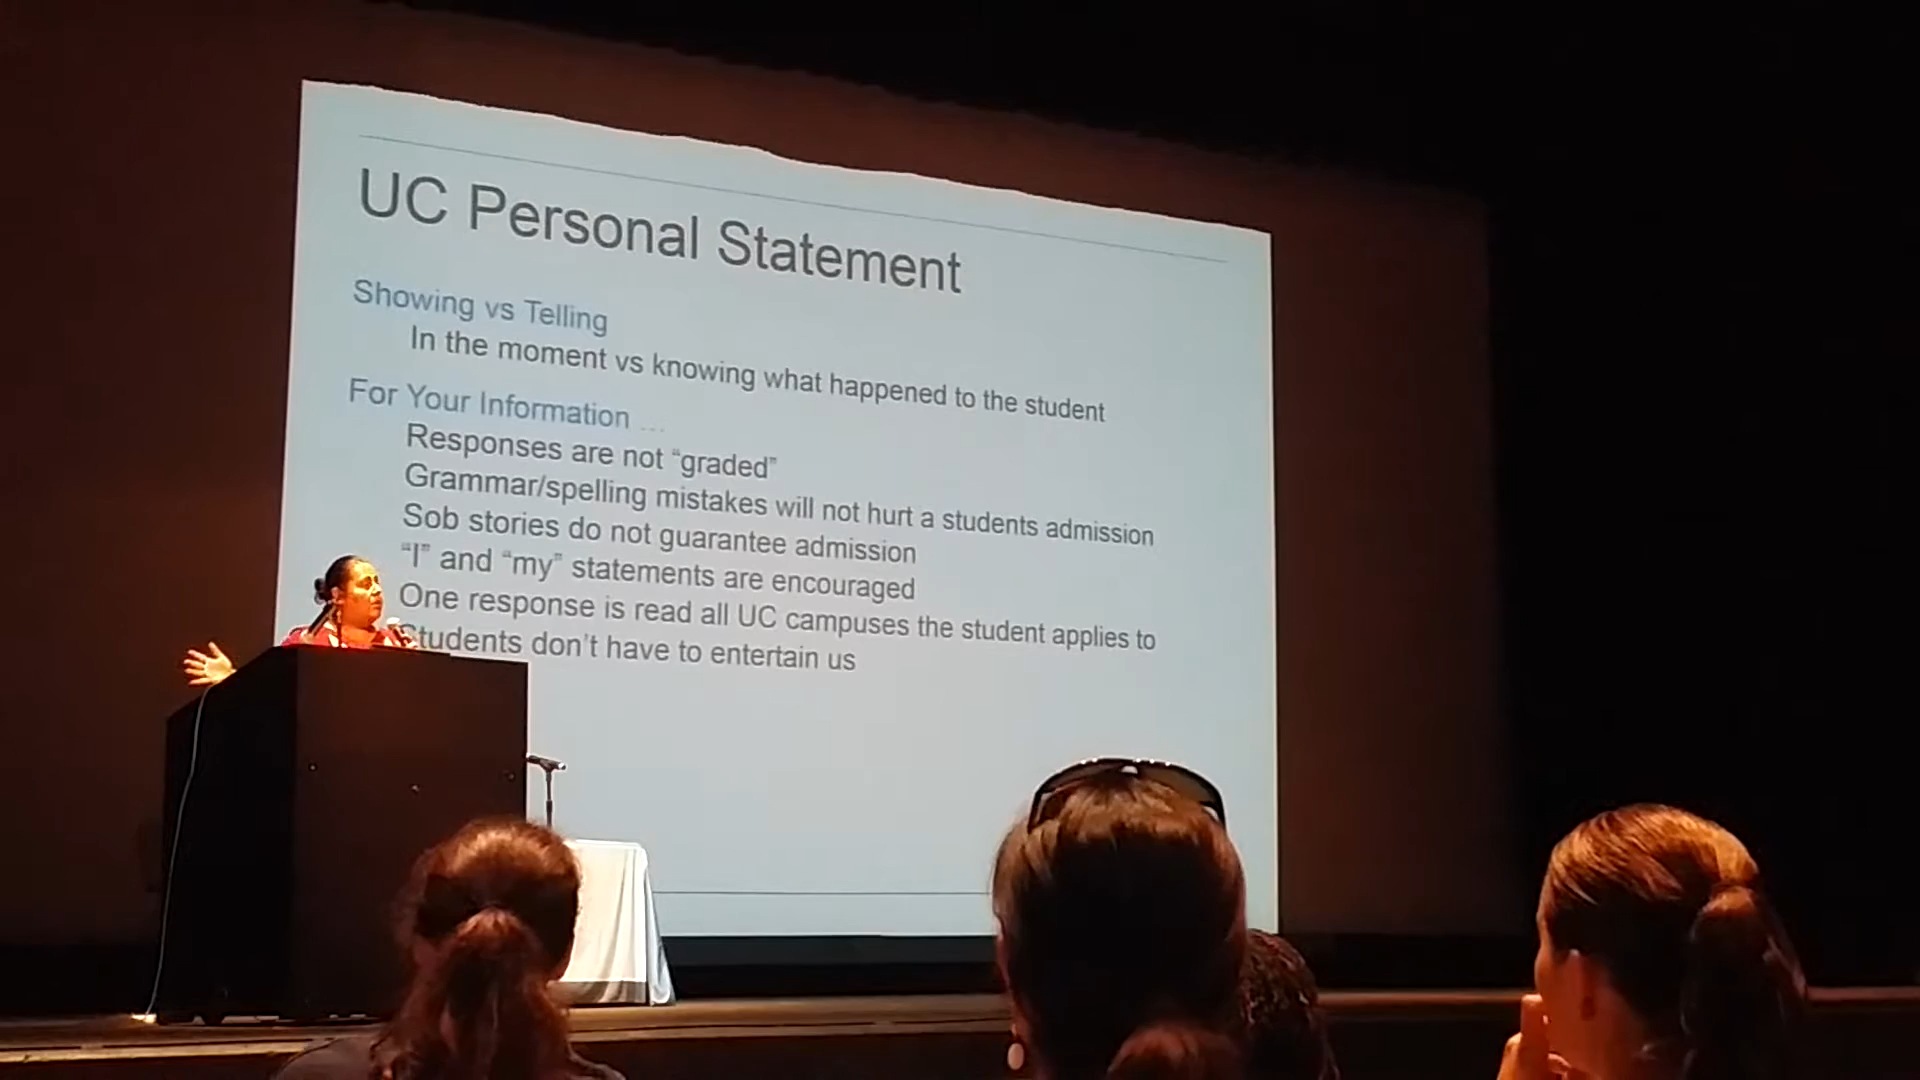 UC Personal Statement
Showing vs Telling
In the moment vs knowing what happened to the student
For Your Information ...
Responses are not “graded”
Grammar/spelling mistakes will not hurt a students admission
Sob stories do not guarantee admission
“I” and “my” statements are encouraged
One response is read all UC campuses the student applies to
Students don’t have to entertain us